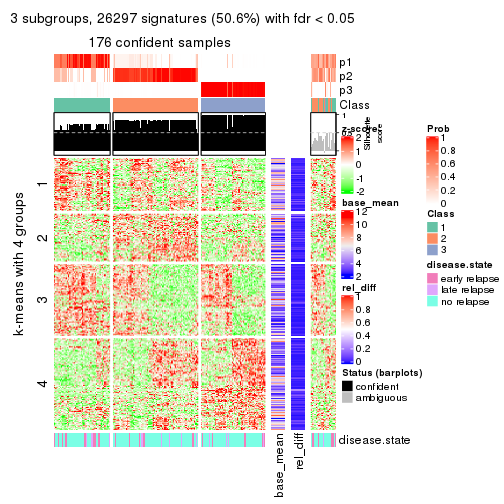 3 subgroups, 26297 signatures (50.6%) with fdr < 0.05
176 confident samples
p1
p2
p3
Class
1
0.5
0
Silhouette
score
k-means with 4 groups
1
2
3
4
base_mean
rel_diff
disease.state
z-score
2
1
0
-1
-2
base_mean
12
10
8
6
4
2
rel_diff
1
0.8
0.6
0.4
0.2
0
Status (barplots)
confident
ambiguous
Prob
1
0.8
0.6
0.4
0.2
0
Class
1
2
3
disease.state
early relapse
late relapse
no relapse